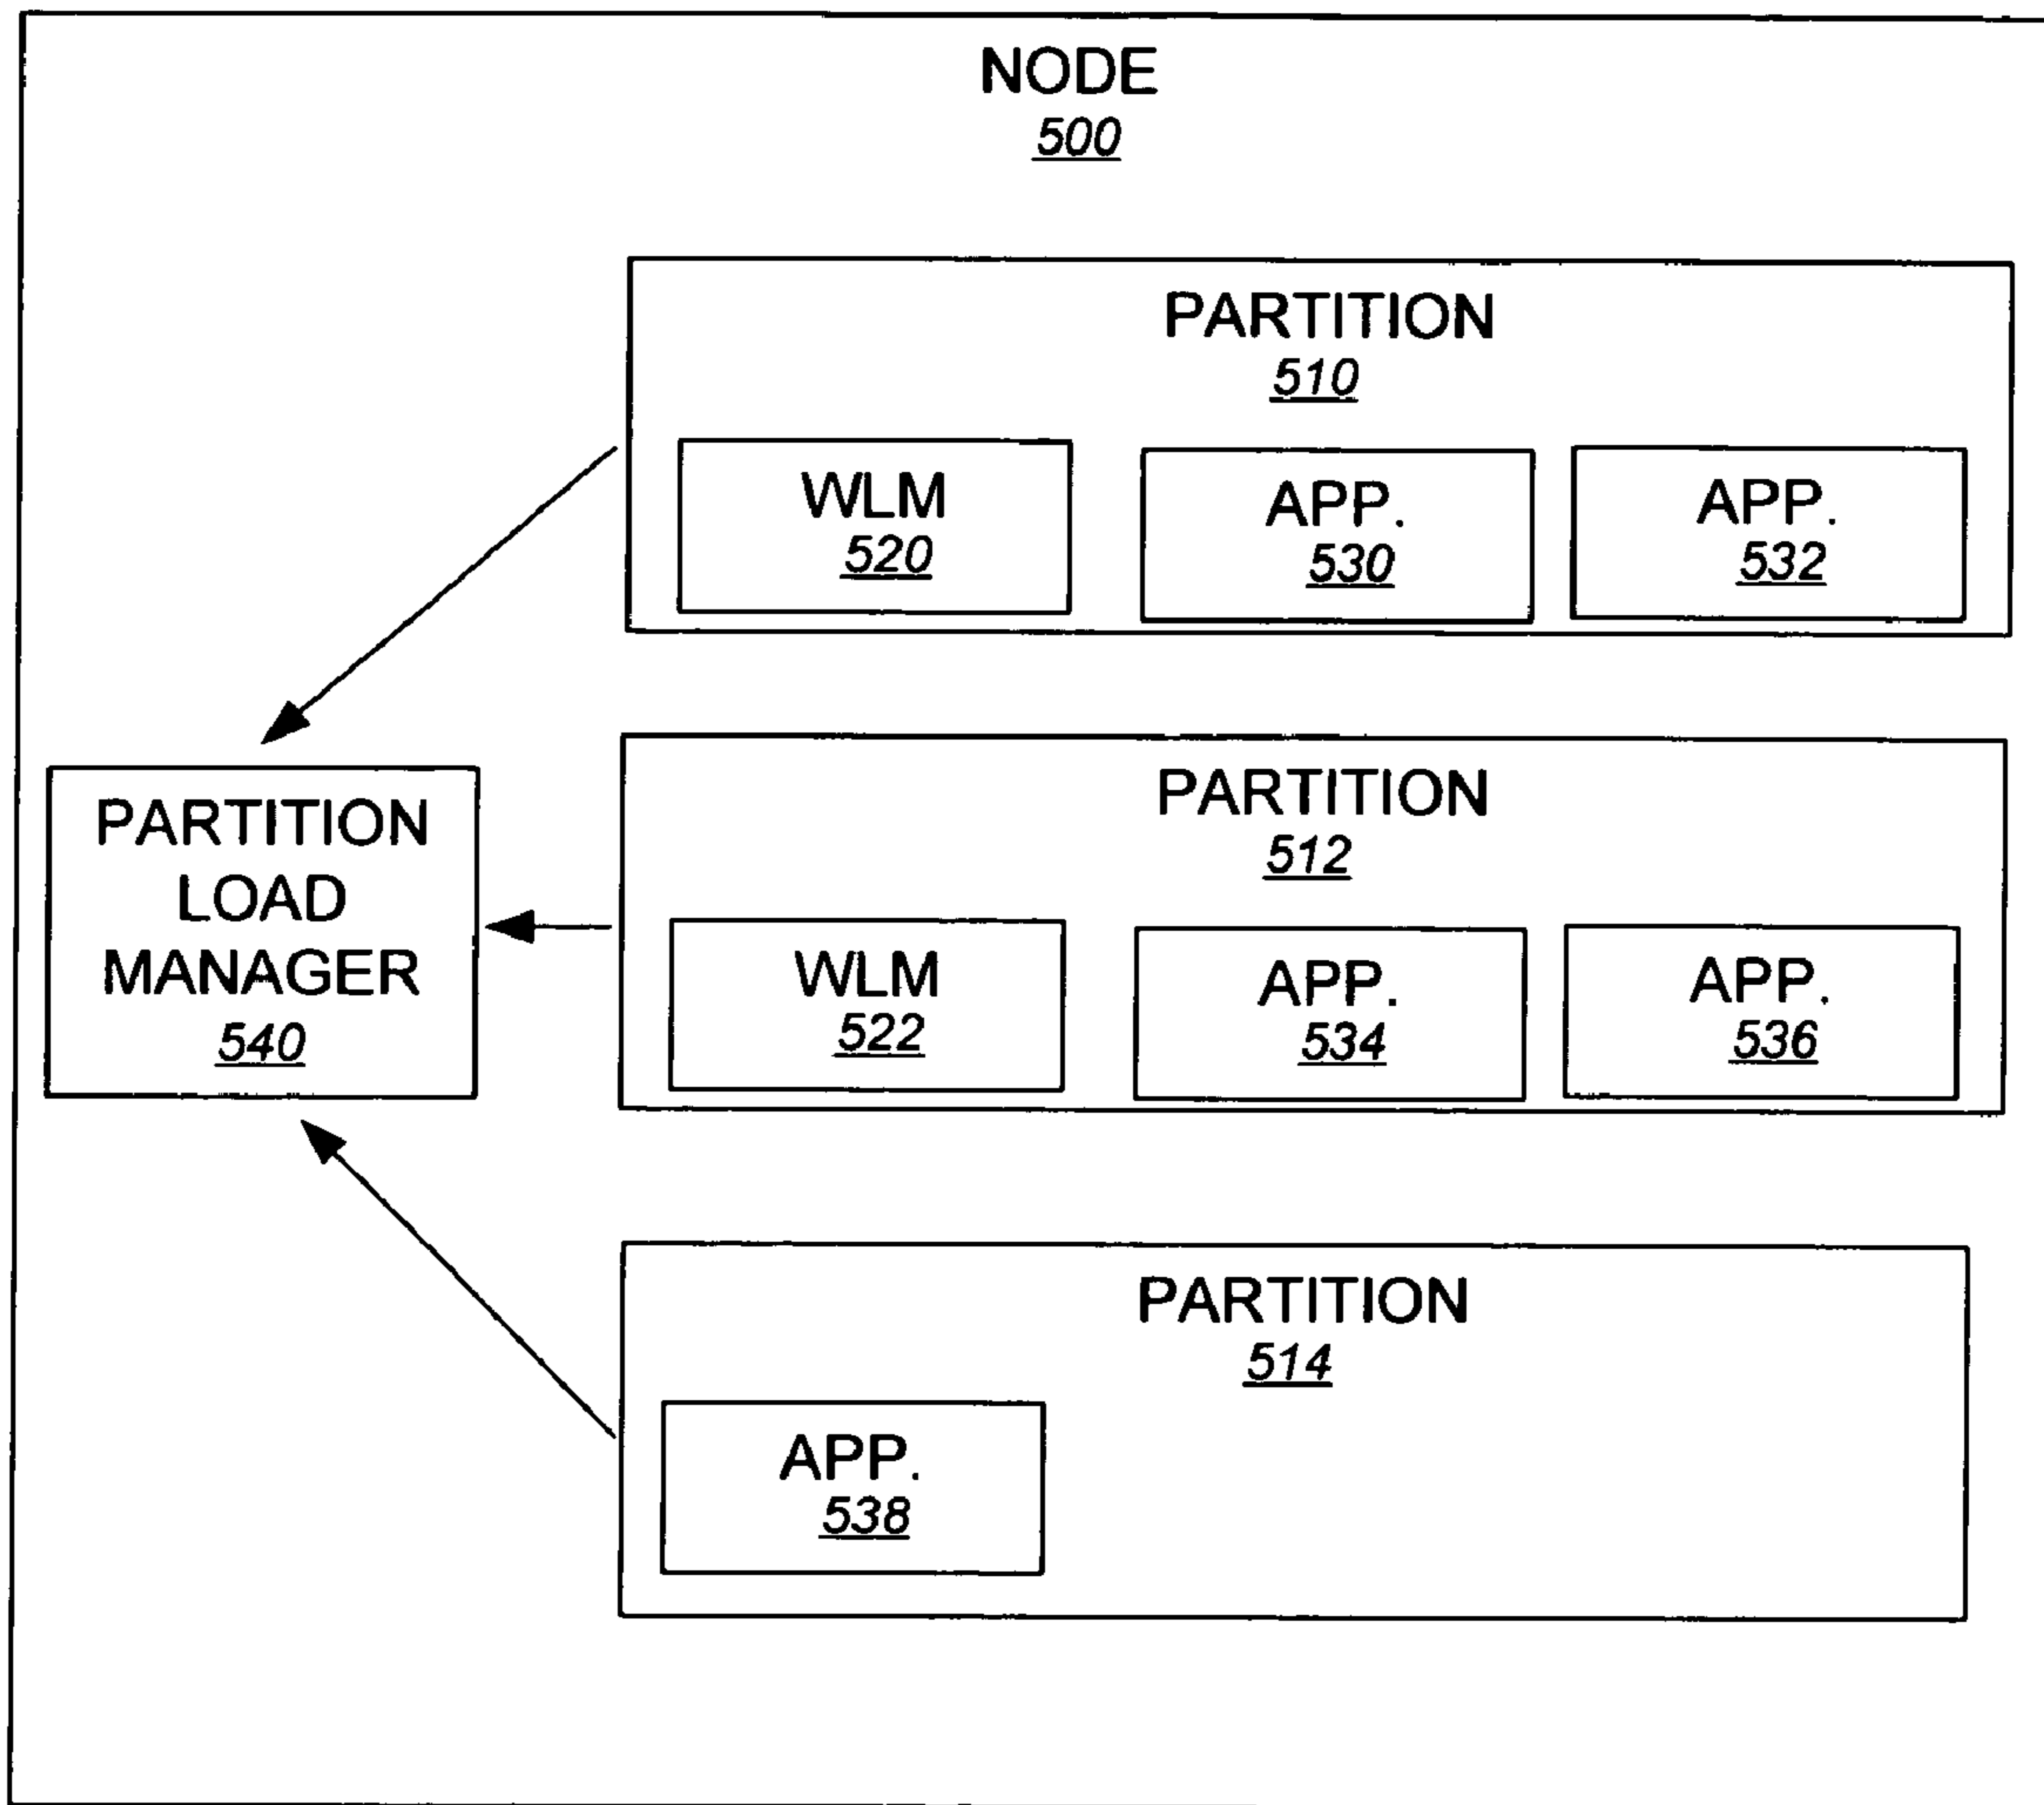 NODE
500
PARTITION
510
WLM
520
APP.
530
APP.
532
PARTITION
LOAD
MANAGER
540
PARTITION
512
WLM
522
APP.
534
APP.
536
PARTITION
514
APP.
538